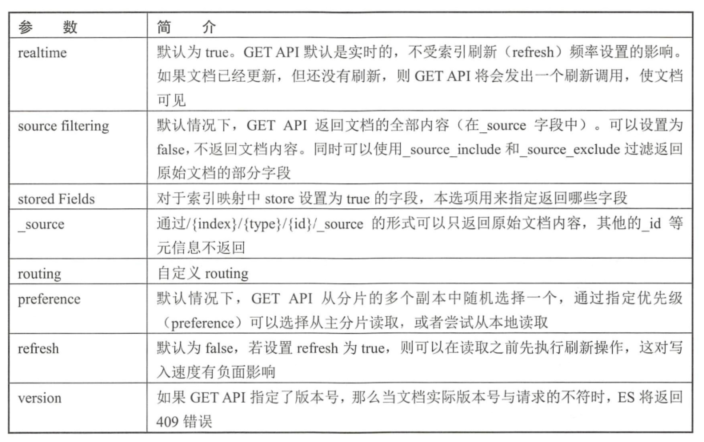 参 数 简 介
realtime 默认为 true。GET API 默认是实时的，不受索引刷新（refresh）频率设置的影响。
如果文档已经更新，但还没有刷新，则 GET API 将会发出一个刷新调用，使文档
可见
source filtering 默认情况下，GET API 返回文档的全部内容（在_source 字段中）。可以设置为
false，不返回文档内容。同时可以使用_source_include 和_source_exclude 过滤返回
原始文档的部分字段
stored Fields 对于索引映射中 store 设置为 true 的字段，本选项用来指定返回哪些字段
_source 通过/{index}/{type}/{id}/_source 的形式可以只返回原始文档内容，其他的_id 等
元信息不返回
routing 自定义 routing
preference 默认情况下，GET API 从分片的多个副本中随机选择一个，通过指定优先级
（preference）可以选择从主分片读取，或者尝试从本地读取
refresh 默认为 false，若设置 refresh 为 true，则可以在读取之前先执行刷新操作，这对写
入速度有负面影响
version 如果 GET API 指定了版本号，那么当文档实际版本号与请求的不符时，ES 将返回
409 错误